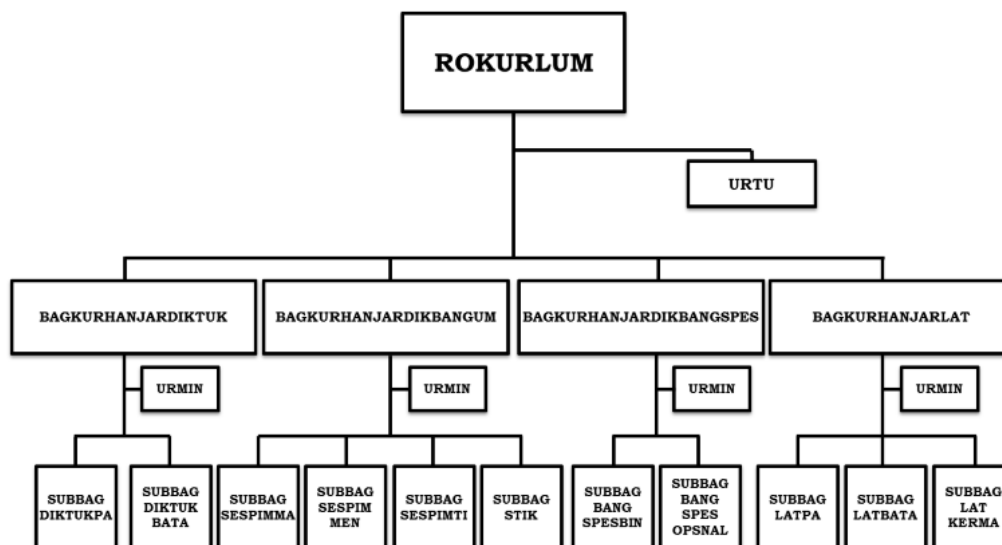 ROKURLUM
URTU
BAGKURHANJARDIKTUK
BAGKURHANJARDIKBANGUM
BAGKURHANJARDIKBANGSPES
BAGKURHANJARLAT
URMIN
URMIN
URMIN
URMIN
SUBBAG
DIKTUKPA
SUBBAG
DIKTUK
BATA
SUBBAG
SESPIMMA
SUBBAG
SESPIM
MEN
SUBBAG
SESPIMTI
SUBBAG
STIK
SUBBAG
BANG
SPESBIN
SUBBAG
BANG
SPES
OPSNAL
SUBBAG
LATPA
SUBBAG
LATBATA
SUBBAG
LAT
KERMA